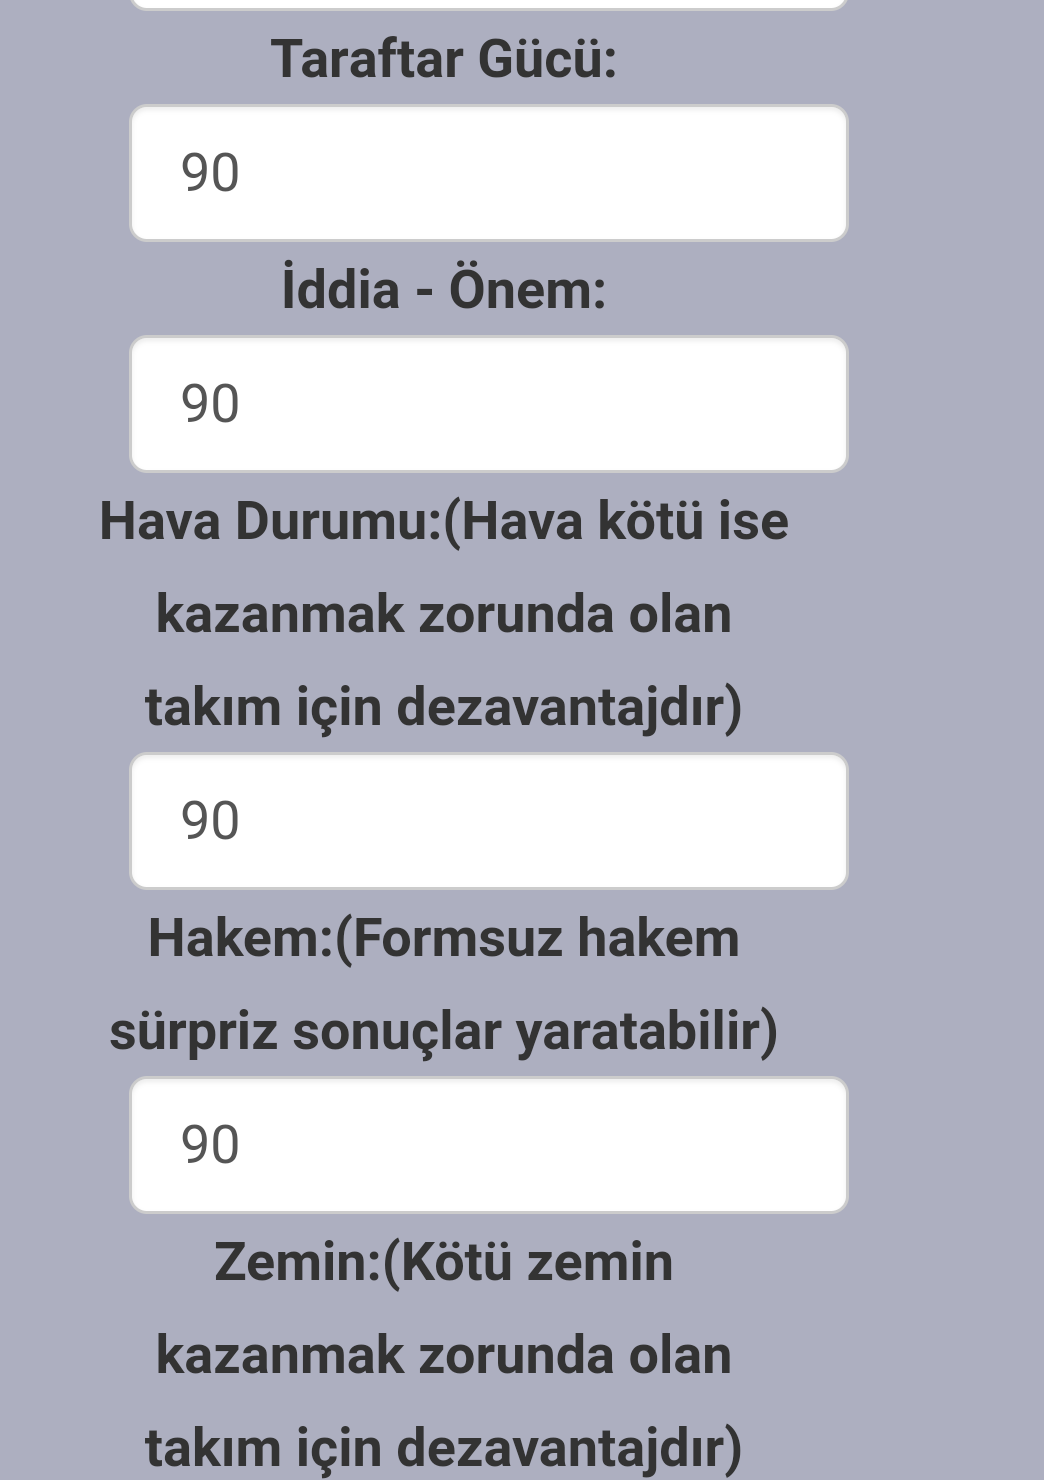 Taraftar Gücü:
90
İddia - Önem:
90
Hava Durumu:(Hava kötü ise
kazanmak zorunda olan
takım için dezavantajdır)
90
Hakem:(Formsuz hakem
sürpriz sonuçlar yaratabilir)
90
Zemin:(Kötü zemin
kazanmak zorunda olan
takım için dezavantajdır)